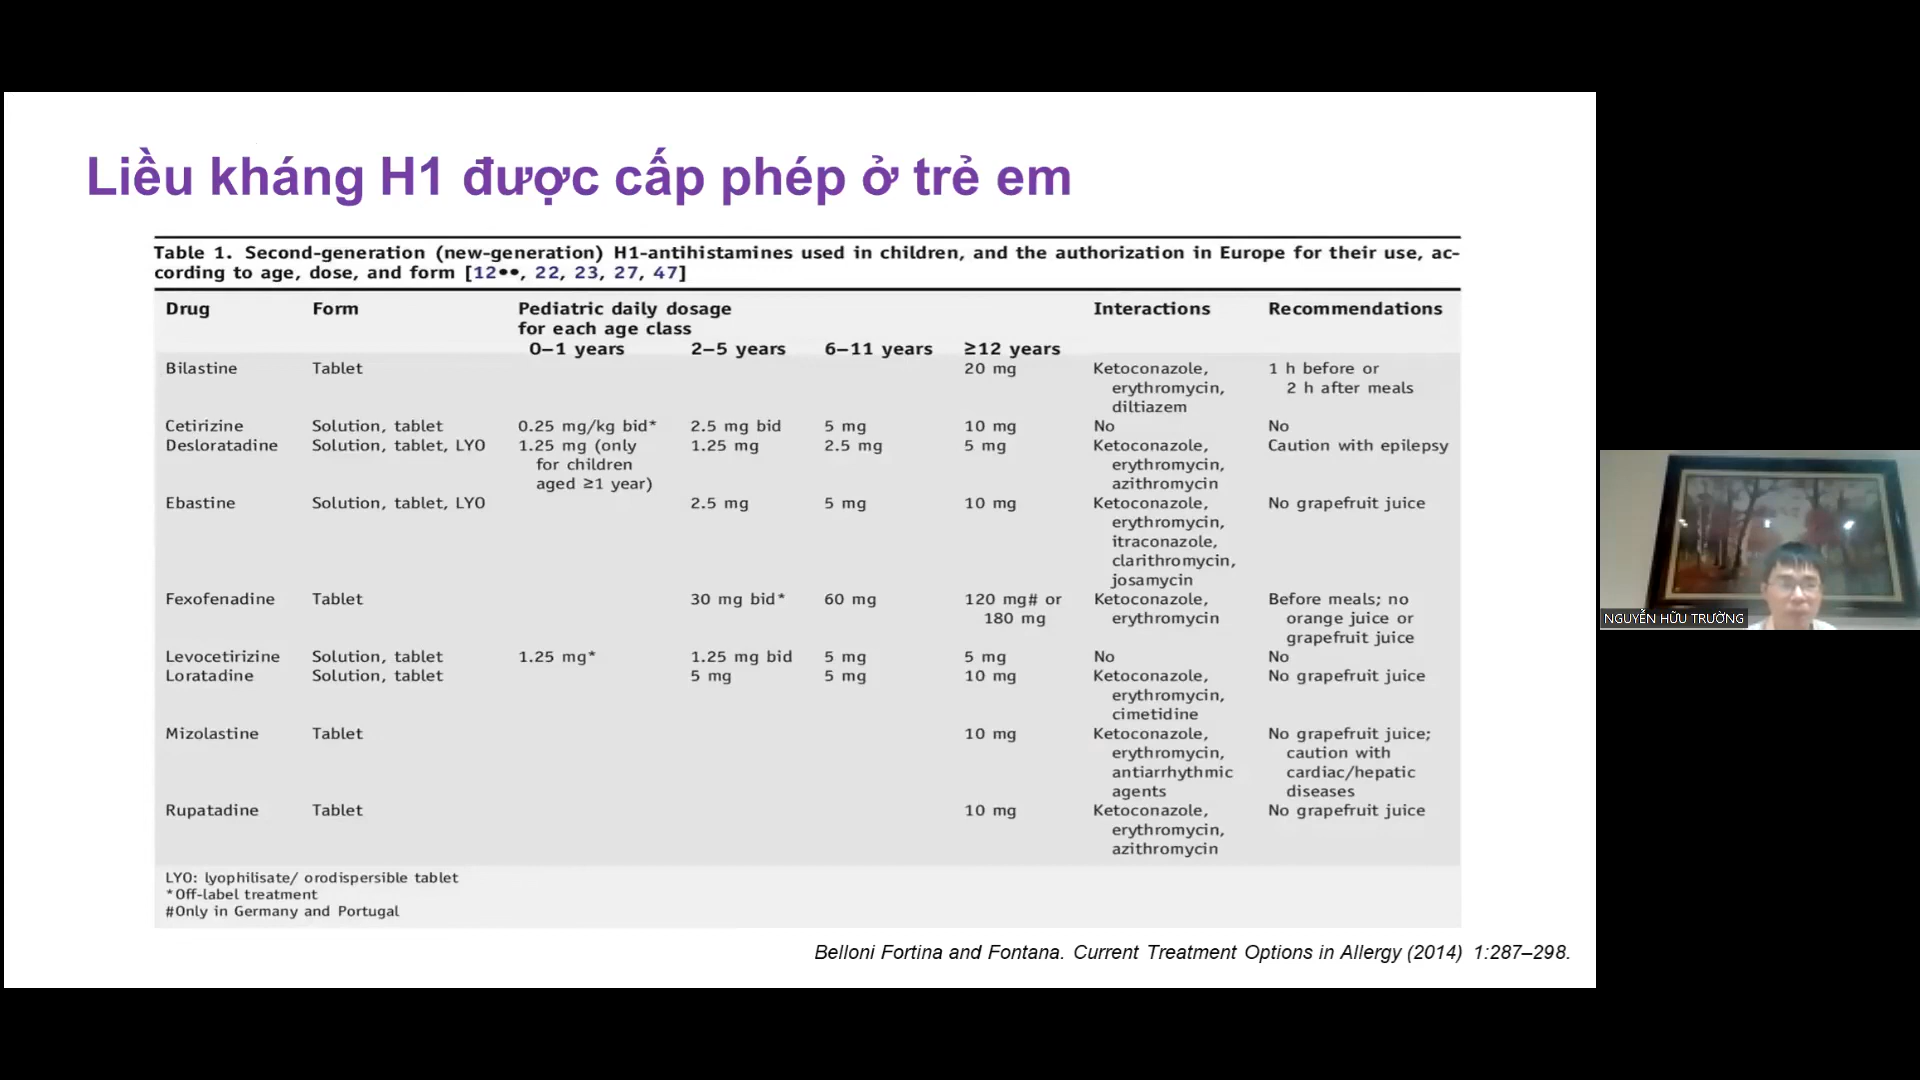 Liều kháng H1 được cấp phép ở trẻ em
Table 1. Second-generation (new-generation) H1-antihistamines used in children, and the authorization in Europe for their use, ac-
cording to age, dose, and form [12••, 22, 23, 27, 47]
Drug Form Pediatric daily dosage Interactions Recommendations
for each age class
0–1 years 2–5 years 6–11 years ≥12 years
Bilastine Tablet 20 mg Ketoconazole, 1 h before or
erythromycin, 2 h after meals
diltiazem
Cetirizine Solution, tablet 0.25 mg/kg bid* 2.5 mg bid 5 mg 10 mg No No
Desloratadine Solution, tablet, LYO 1.25 mg (only 1.25 mg 2.5 mg 5 mg Ketoconazole, Caution with epilepsy
for children erythromycin,
aged ≥1 year) azithromycin
Ebastine Solution, tablet, LYO 2.5 mg 5 mg 10 mg Ketoconazole, No grapefruit juice
erythromycin,
itraconazole,
clarithromycin,
josamycin
Fexofenadine Tablet 30 mg bid* 60 mg 120 mg# or Ketoconazole, Before meals; no
180 mg erythromycin orange juice or
grapefruit juice
Levocetirizine Solution, tablet 1.25 mg* 1.25 mg bid 5 mg 5 mg No No
Loratadine Solution, tablet 5 mg 5 mg 10 mg Ketoconazole, No grapefruit juice
erythromycin,
cimetidine
Mizolastine Tablet 10 mg Ketoconazole, No grapefruit juice;
erythromycin, caution with
antiarrhythmic cardiac/hepatic
agents diseases
Rupatadine Tablet 10 mg Ketoconazole, No grapefruit juice
erythromycin,
azithromycin
LYO: lyophilisate/ orodispersible tablet
*Off-label treatment
#Only in Germany and Portugal
Belloni Fortina and Fontana. Current Treatment Options in Allergy (2014) 1:287–298.
NGUYỄN HỮU TRƯỜNG